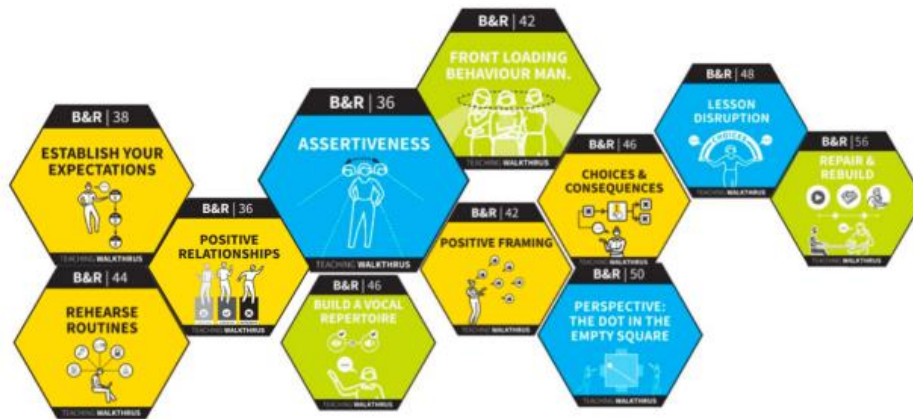 B&R | 38
ESTABLISH YOUR
EXPECTATIONS
B&R | 44
REHEARSE
ROUTINES
TEACHING WALKTHRUS
B&R | 36
POSITIVE
RELATIONSHIPS
TEACHING WALKTHRUS
B&R | 36
ASSERTIVENESS
TEACHING WALKTHRUS
B&R | 46
BUILD A VOCAL
REPERTOIRE
TEACHING WALKTHRUS
B&R | 42
FRONT LOADING
BEHAVIOUR MAN.
TEACHING WALKTHRUS
B&R | 42
POSITIVE FRAMING
TEACHING WALKTHRUS
B&R | 46
CHOICES &
CONSEQUENCES
B&R | 50
PERSPECTIVE:
THE DOT IN THE
EMPTY SQUARE
TEACHING WALKTHRUS
B&R | 48
LESSON
DISRUPTION
CHOICES
TEACHING WALKTHRUS
B&R | 56
REPAIR &
REBUILD
TEACHING WALKTHRUS